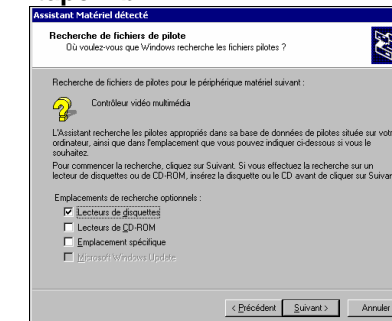 Assistant Matériel détecté
Recherche de fichiers de pilote
Où voulez-vous que Windows recherche les fichiers pilotes ?
Recherche de fichiers de pilotes pour le périphérique matériel suivant :
Contrôleur vidéo multimédia
L'Assistant recherche les pilotes appropriés dans sa base de données de pilotes située sur votr
ordinateur, ainsi que dans l'emplacement que vous pouvez indiquer ci-dessous si vous le
souhaitez.
Pour commencer la recherche, cliquez sur Suivant. Si vous effectuez la recherche sur un
lecteur de disquettes ou de CD-ROM, insérez la disquette ou le CD avant de cliquer sur Suivan
Emplacements de recherche optionnels :
Lecteurs de disquettes
Lecteurs de CD-ROM
Emplacement spécifique
Microsoft Windows Update
< Précédent
Suivant >
Annuler